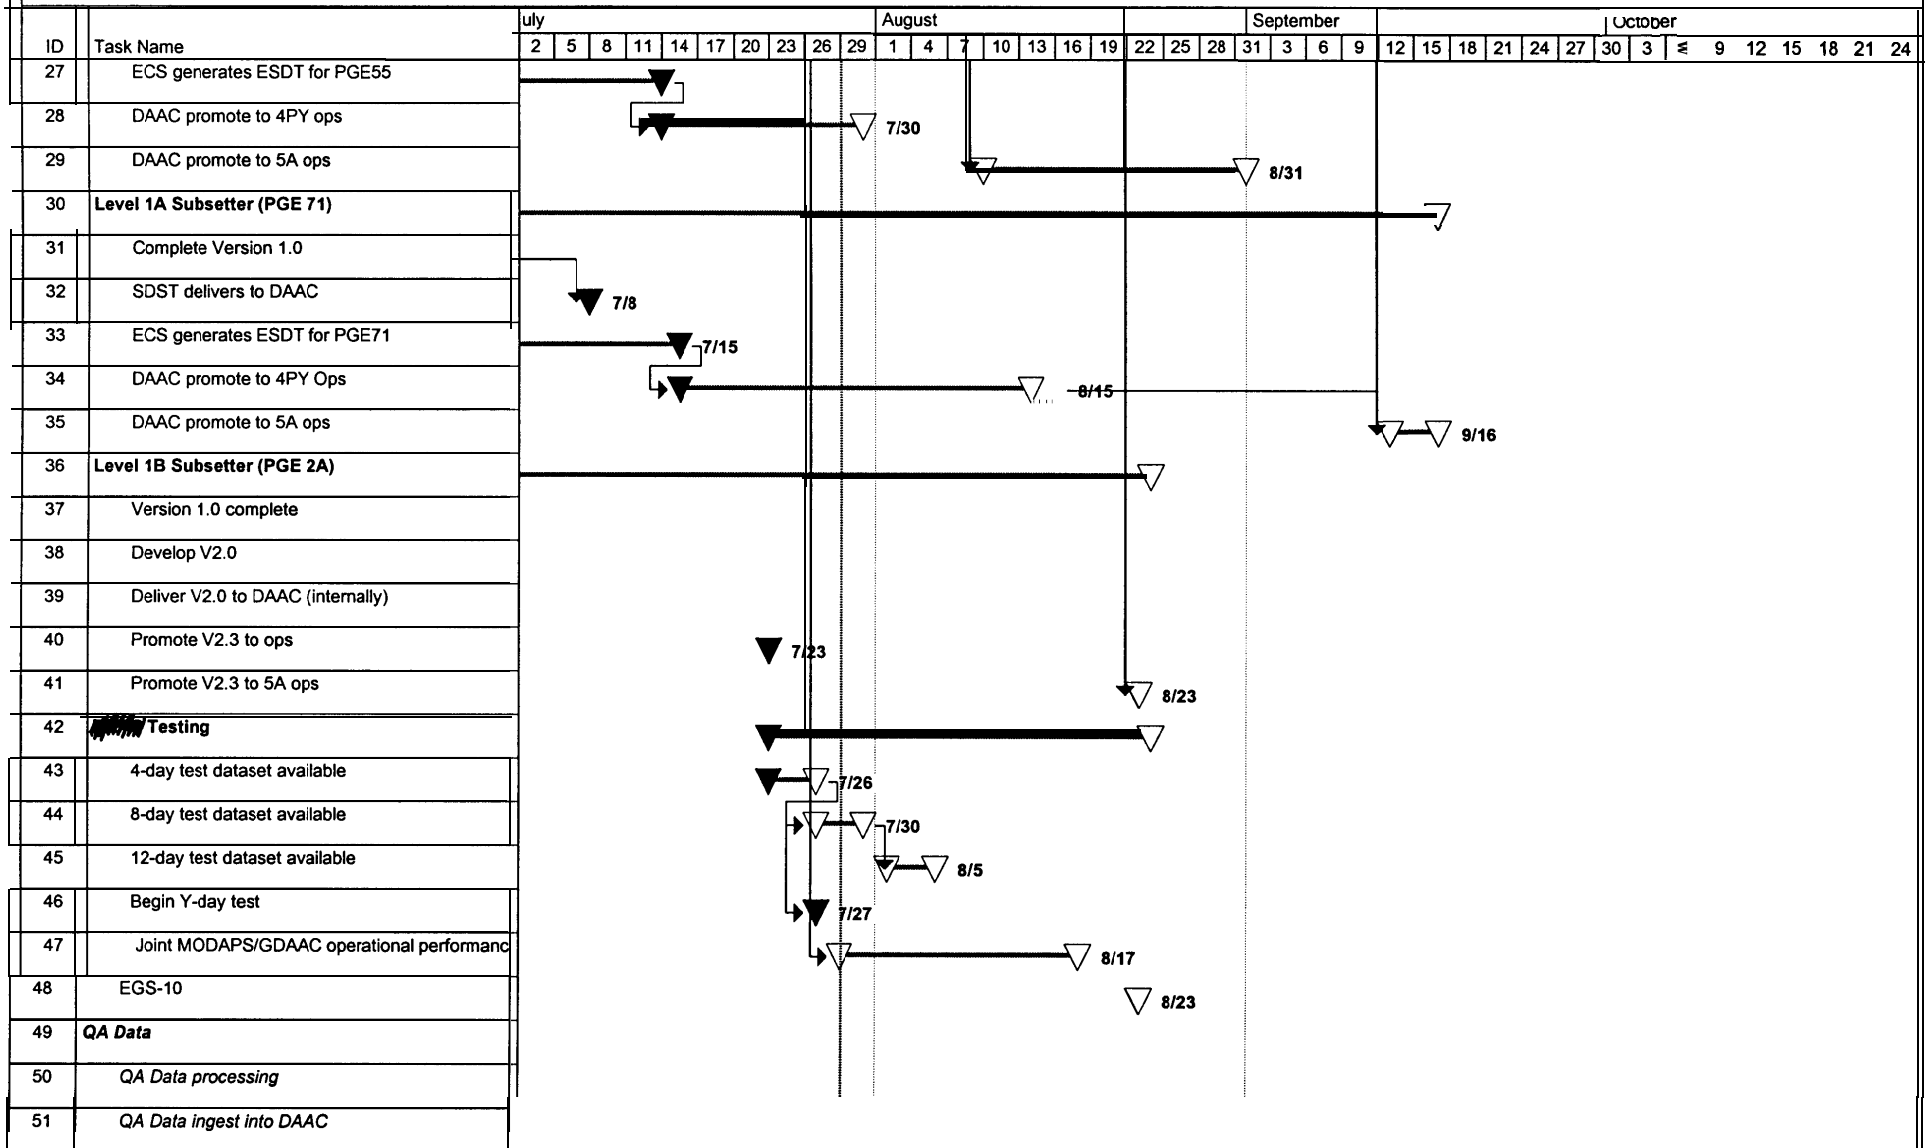 uly August September October
ID Task Name 2 5 8 11 14 17 20 23 26 29 1 4 7 10 13 16 19 22 25 28 31 3 6 9 12 15 18 21 24 27 30 3 9 12 15 18 21 24
27 ECS generates ESDT for PGE55
28 DAAC promote to 4PY ops 7/30
29 DAAC promote to 5A ops 8/31
30 Level 1A Subsetter (PGE 71)
31 Complete Version 1.0
32 SDST delivers to DAAC 7/8
33 ECS generates ESDT for PGE71 7/15
34 DAAC promote to 4PY Ops 8/15
35 DAAC promote to 5A ops 9/16
36 Level 1B Subsetter (PGE 2A)
37 Version 1.0 complete
38 Develop V2.0
39 Deliver V2.0 to DAAC (internally)
40 Promote V2.3 to ops 7/23
41 Promote V2.3 to 5A ops 8/23
42 Testing
43 4-day test dataset available 7/26
44 8-day test dataset available 7/30
45 12-day test dataset available 8/5
46 Begin Y-day test 7/27
47 Joint MODAPS/GDAAC operational performanc 8/17
48 EGS-10 8/23
49 QA Data
50 QA Data processing
51 QA Data ingest into DAAC